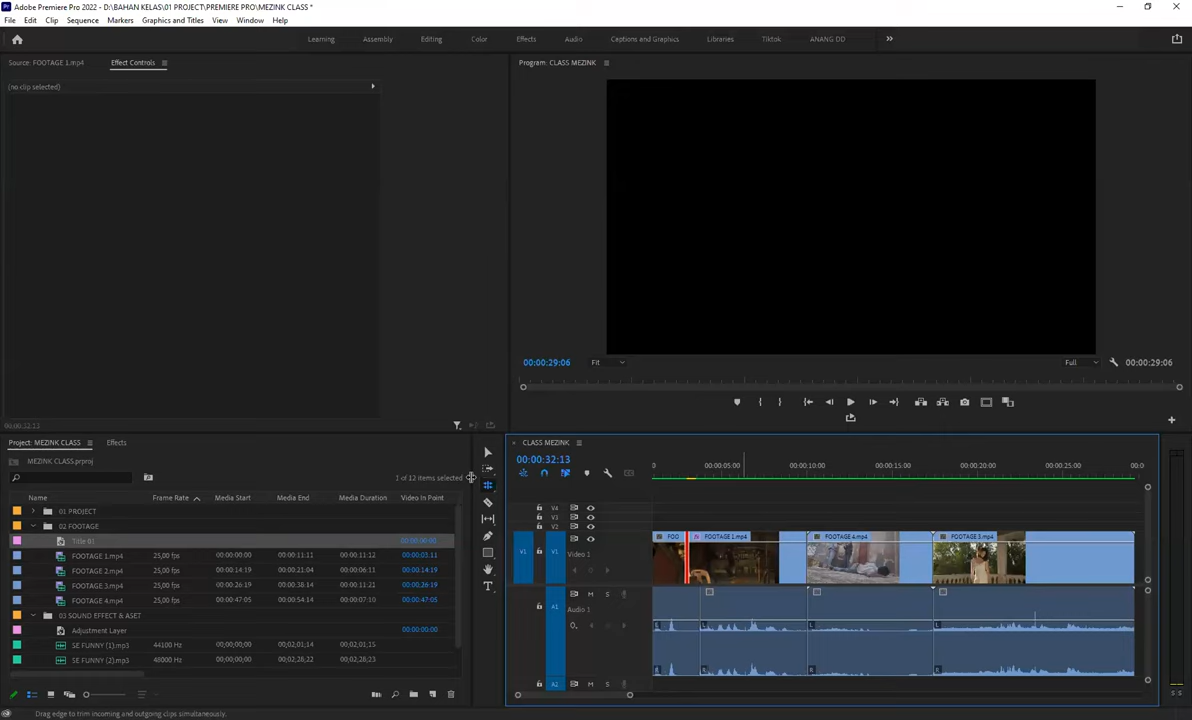 Adobe Premiere Pro 2022 - D:\BAHAN KELAS\01 PROJECT\PREMIERE PRO\MEZINK CLASS *
File Edit Clip Sequence Markers Graphics and Titles View Window Help
Learning Assembly Editing Color Effects Audio Captions and Graphics Libraries Tiktok ANANG DD
Source: FOOTAGE 1.mp4 Effect Controls
Program: CLASS MEZINK
(no clip selected)
00:00:29:06 Fit Full 00:00:29:06
00:00:32:13
Project: MEZINK CLASS Effects
MEZINK CLASS.prproj
1 of 12 items selected
Name Frame Rate Media Start Media End Media Duration Video In Point
01 PROJECT
02 FOOTAGE
Title 01 00:00:00:00
FOOTAGE 1.mp4 25,00 fps 00:00:00:00 00:00:11:11 00:00:11:12 00:00:03:11
FOOTAGE 2.mp4 25,00 fps 00:00:14:19 00:00:21:04 00:00:06:11 00:00:14:19
FOOTAGE 3.mp4 25,00 fps 00:00:26:19 00:00:38:14 00:00:11:21 00:00:26:19
FOOTAGE 4.mp4 25,00 fps 00:00:47:05 00:00:54:14 00:00:07:10 00:00:47:05
03 SOUND EFFECT & ASET
Adjustment Layer 00:00:00:00
SE FUNNY (1).mp3 44100 Hz 00;00;00;00 00;02;01;14 00;02;01;15
SE FUNNY (2).mp3 48000 Hz 00;00;00;00 00;02;28;22 00;02;28;23
CLASS MEZINK
00:00:32:13
00:00:05:00 00:00:10:00 00:00:15:00 00:00:20:00 00:00:25:00 00:0
V4
V3
V2
V1 V1 Video 1
FOO FOOTAGE 1.mp4 FOOTAGE 4.mp4 FOOTAGE 3.mp4
A1 M S
Audio 1
A2 M S
S S
Drag edge to trim incoming and outgoing clips simultaneously.